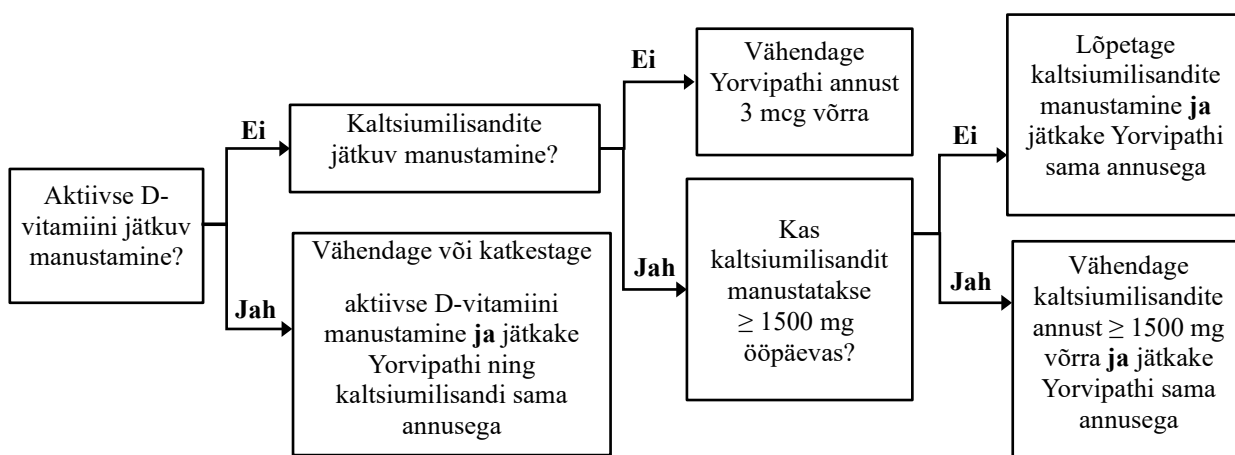 Aktiivse D-
vitamiini jätkuv
manustamine?
Ei
Jah
Kaltsiumilisandite
jätkuv manustamine?
Vähendage või katkestage
aktiivse D-vitamiini
manustamine ja jätkake
Yorvipathi ning
kaltsiumilisandi sama
annusega
Ei
Jah
Vähendage
Yorvipathi annust
3 mcg võrra
Kas
kaltsiumilisandit
manustatakse
≥ 1500 mg
ööpäevas?
Ei
Jah
Lõpetage
kaltsiumilisandite
manustamine ja
jätkake Yorvipathi
sama annusega
Vähendage
kaltsiumilisandite
annust ≥ 1500 mg
võrra ja jätkake
Yorvipathi sama
annusega